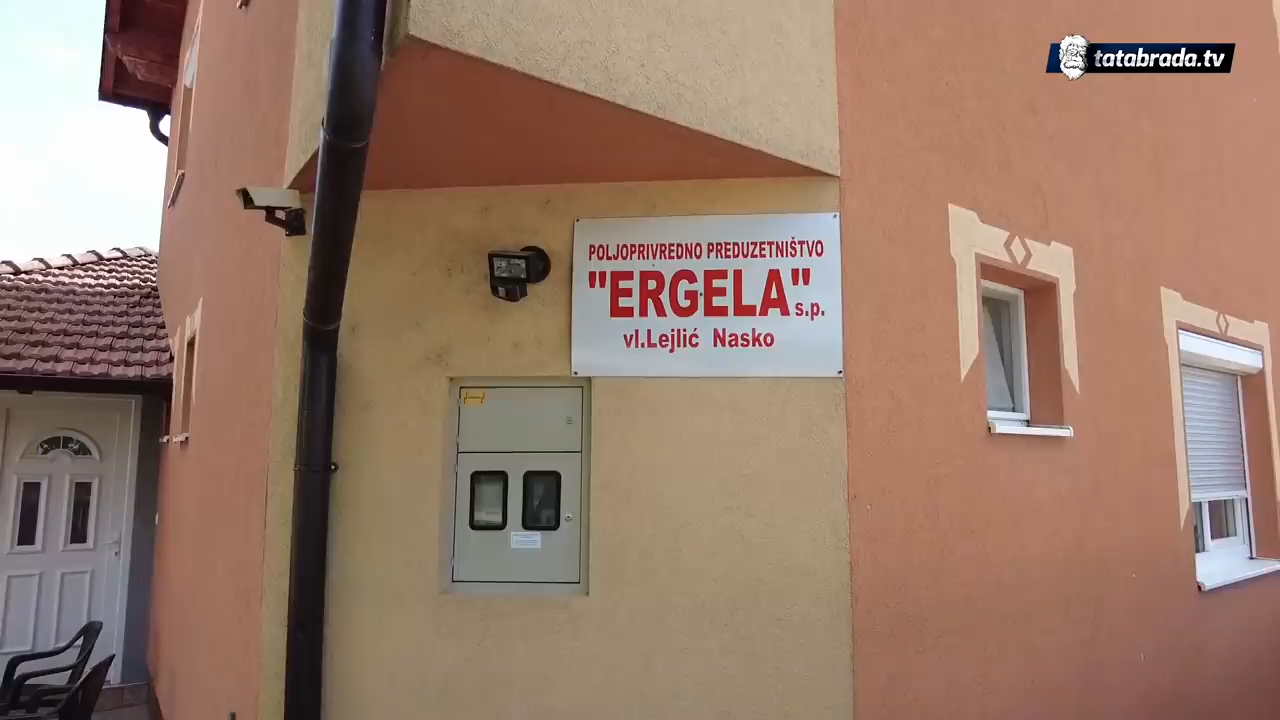 tatabrada.tv
POLJOPRIVREDNO PREDUZETNIŠTVO
"ERGELA" s.p.
vl.Lejlić Nasko